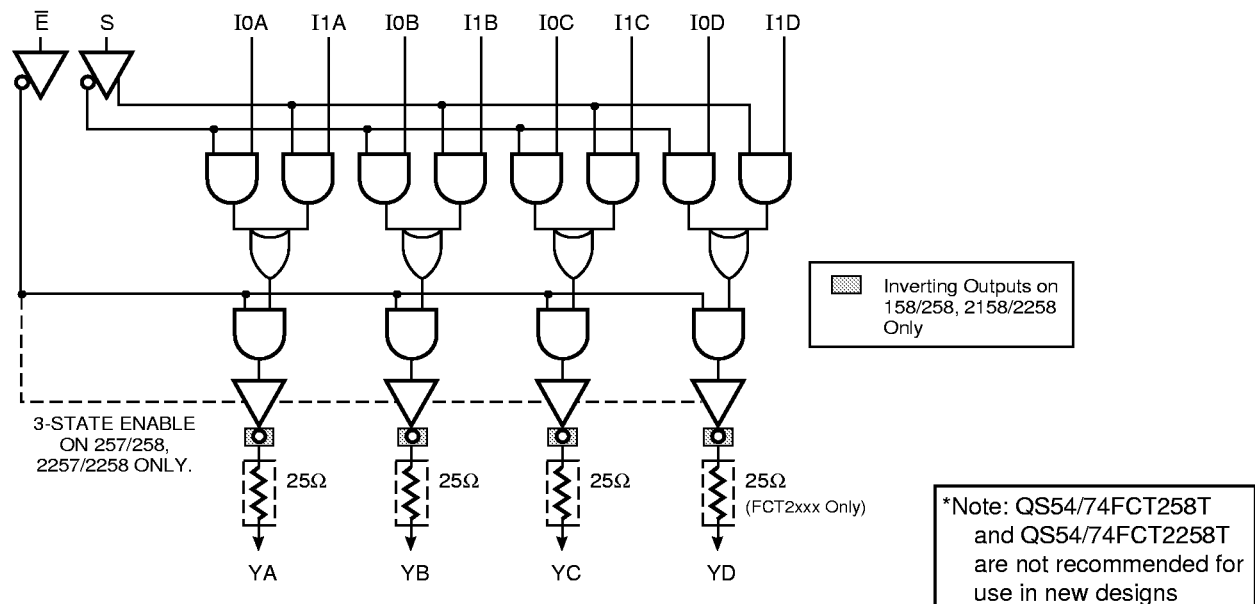 E̅ S I0A I1A I0B I1B I0C I1C I0D I1D
Inverting Outputs on
158/258, 2158/2258
Only
3-STATE ENABLE
ON 257/258,
2257/2258 ONLY.
25Ω 25Ω 25Ω 25Ω
(FCT2xxx Only)
YA YB YC YD
*Note: QS54/74FCT258T
and QS54/74FCT2258T
are not recommended for
use in new designs